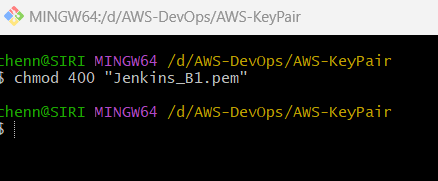 MINGW64:/d/AWS-DevOps/AWS-KeyPair
chenn@SIRI MINGW64 /d/AWS-DevOps/AWS-KeyPair
$ chmod 400 "Jenkins_B1.pem"
chenn@SIRI MINGW64 /d/AWS-DevOps/AWS-KeyPair
$